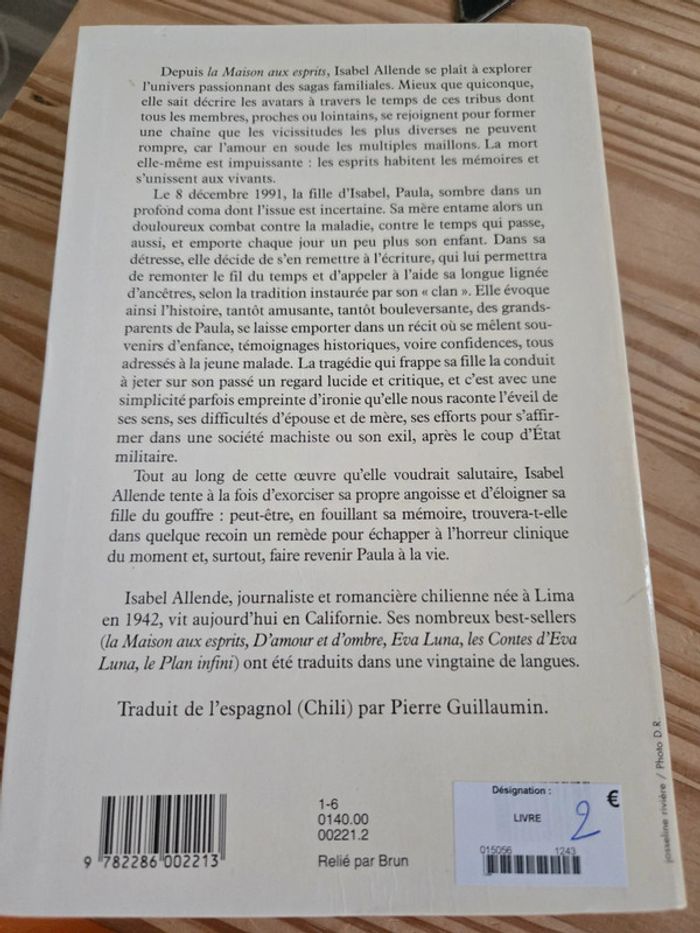 Depuis la Maison aux esprits, Isabel Allende se plaît à explorer
l'univers passionnant des sagas familiales. Mieux que quiconque,
elle sait décrire les avatars à travers le temps de ces tribus dont
tous les membres, proches ou lointains, se rejoignent pour former
une chaîne que les vicissitudes les plus diverses ne peuvent
rompre, car l'amour en soude les multiples maillons. La mort
elle-même est impuissante : les esprits habitent les mémoires et
s'unissent aux vivants.
Le 8 décembre 1991, la fille d'Isabel, Paula, sombre dans un
profond coma dont l'issue est incertaine. Sa mère entame alors un
douloureux combat contre la maladie, contre le temps qui passe,
aussi, et emporte chaque jour un peu plus son enfant. Dans sa
détresse, elle décide de s'en remettre à l'écriture, qui lui permettra
de remonter le fil du temps et d'appeler à l'aide sa longue lignée
d'ancêtres, selon la tradition instaurée par son « clan ». Elle évoque
ainsi l'histoire, tantôt amusante, tantôt bouleversante, des grands-
parents de Paula, se laisse emporter dans un récit où se mêlent sou-
venirs d'enfance, témoignages historiques, voire confidences, tous
adressés à la jeune malade. La tragédie qui frappe sa fille la conduit
à jeter sur son passé un regard lucide et critique, et c'est avec une
simplicité parfois empreinte d'ironie qu'elle nous raconte l'éveil de
ses sens, ses difficultés d'épouse et de mère, ses efforts pour s'affir-
mer dans une société machiste ou son exil, après le coup d'État
militaire.
Tout au long de cette œuvre qu'elle voudrait salutaire, Isabel
Allende tente à la fois d'exorciser sa propre angoisse et d'éloigner sa
fille du gouffre : peut-être, en fouillant sa mémoire, trouvera-t-elle
dans quelque recoin un remède pour échapper à l'horreur clinique
du moment et, surtout, faire revenir Paula à la vie.
Isabel Allende, journaliste et romancière chilienne née à Lima
en 1942, vit aujourd'hui en Californie. Ses nombreux best-sellers
(la Maison aux esprits, D'amour et d'ombre, Eva Luna, les Contes d'Eva
Luna, le Plan infini) ont été traduits dans une vingtaine de langues.
Traduit de l'espagnol (Chili) par Pierre Guillaumin.
josseline rivière / Photo D.R.
9 782286 002213
1-6
0140.00
00221.2
Relié par Brun
Désignation :
€
LIVRE
2
015056 1243